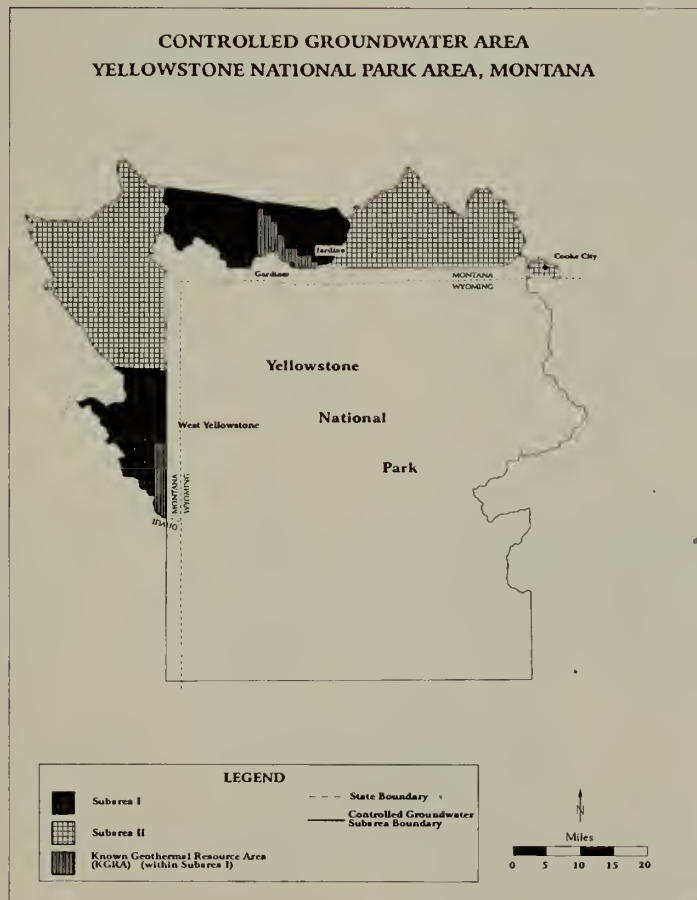 CONTROLLED GROUNDWATER AREA
YELLOWSTONE NATIONAL PARK AREA, MONTANA
Jardine
Gardiner
Cooke City
MONTANA
WYOMING
Yellowstone
West Yellowstone
National
Park
MONTANA
WYOMING
IDAHO
LEGEND
Subarea I
Subarea II
Known Geothermal Resource Area
(KGRA) (within Subarea I)
State Boundary
Controlled Groundwater
Subarea Boundary
N
Miles
0 5 10 15 20